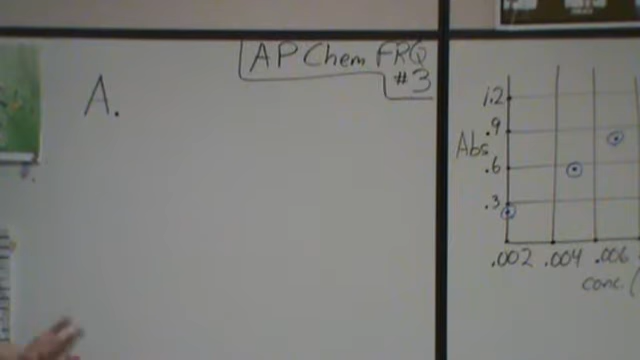 AP Chem FRQ
#3
A.
1.2
.9
Abs.
.6
.3
.002 .004 .006
conc. (